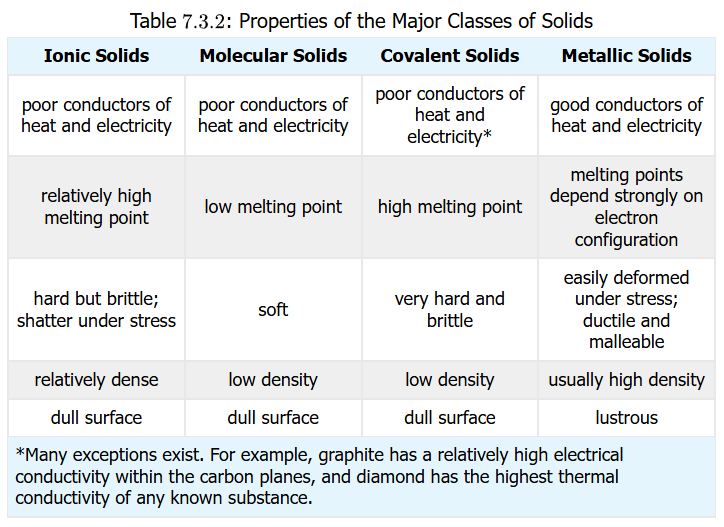 Table 7.3.2: Properties of the Major Classes of Solids
Ionic Solids Molecular Solids Covalent Solids Metallic Solids
poor conductors of
heat and electricity
poor conductors of
heat and electricity
poor conductors of
heat and
electricity*
good conductors of
heat and electricity
relatively high
melting point
low melting point
high melting point
melting points
depend strongly on
electron
configuration
hard but brittle;
shatter under stress
soft
very hard and
brittle
easily deformed
under stress;
ductile and
malleable
relatively dense
low density
low density
usually high density
dull surface
dull surface
dull surface
lustrous
*Many exceptions exist. For example, graphite has a relatively high electrical
conductivity within the carbon planes, and diamond has the highest thermal
conductivity of any known substance.